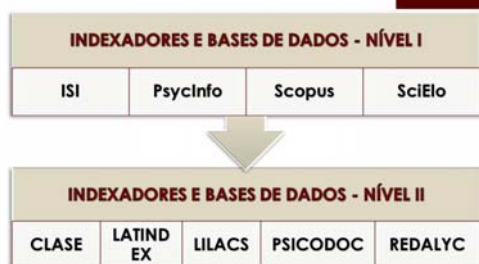 INDEXADORES E BASES DE DADOS - NÍVEL I
ISI PsycInfo Scopus SciElo
INDEXADORES E BASES DE DADOS - NÍVEL II
CLASE LATIND EX LILACS PSICODOC REDALYC